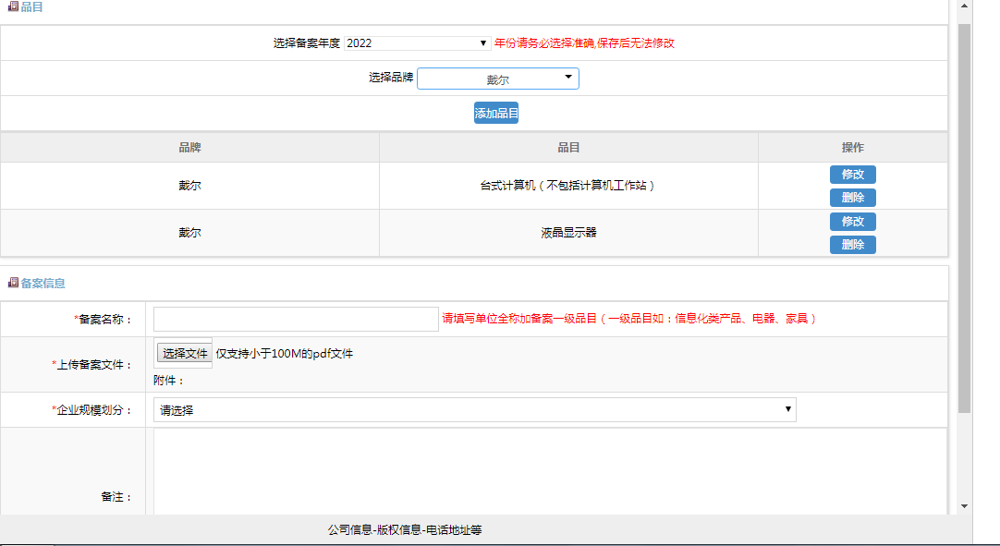 品目
选择备案年度 2022 年份请务必选择准确,保存后无法修改
选择品牌 戴尔
添加品目
品牌 品目 操作
戴尔 台式计算机（不包括计算机工作站） 修改
删除
戴尔 液晶显示器 修改
删除
备案信息
*备案名称： 请填写单位全称加备案一级品目（一级品目如：信息化类产品、电器、家具）
*上传备案文件： 选择文件 仅支持小于100M的pdf文件
附件：
*企业规模划分： 请选择
备注：
公司信息-版权信息-电话地址等